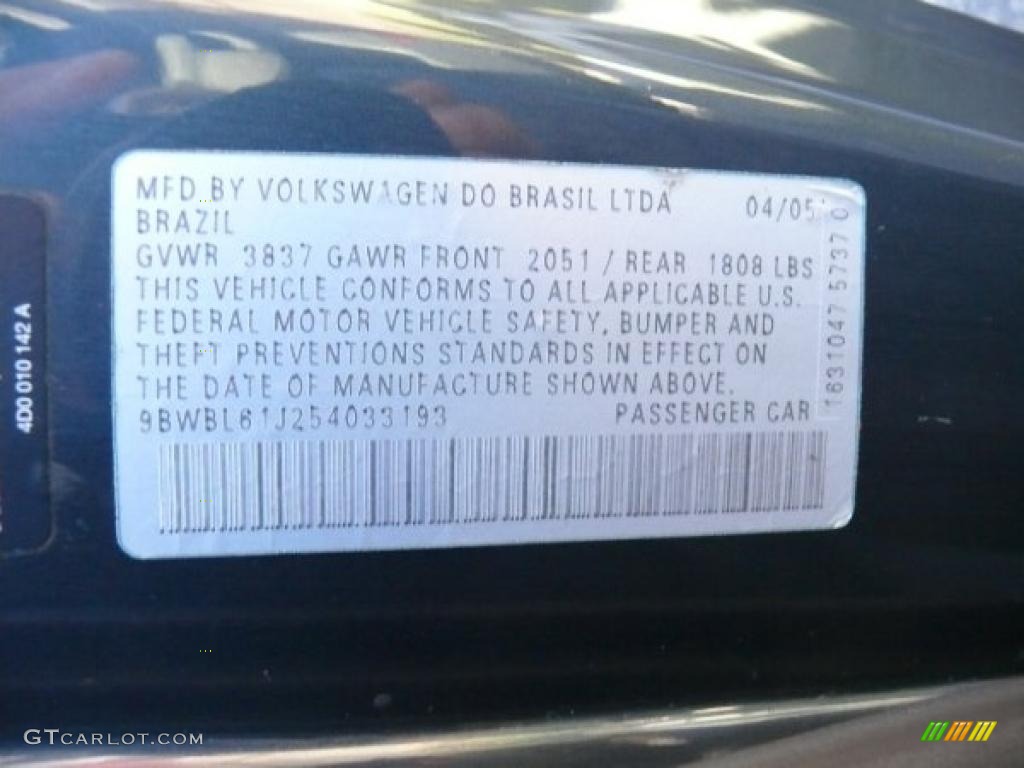 MFD.BY VOLKSWAGEN DO BRASIL LTDA 04/05
BRAZIL
GVWR 3837 GAWR FRONT 2051 / REAR 1808 LBS
THIS VEHICLE CONFORMS TO ALL APPLICABLE U.S.
FEDERAL MOTOR VEHICLE SAFETY, BUMPER AND
THEFT PREVENTIONS STANDARDS IN EFFECT ON
THE DATE OF MANUFACTURE SHOWN ABOVE.
9BWBL61J254033193 PASSENGER CAR
1631047 57370
4D0 010 142 A
GTCARLOT.COM